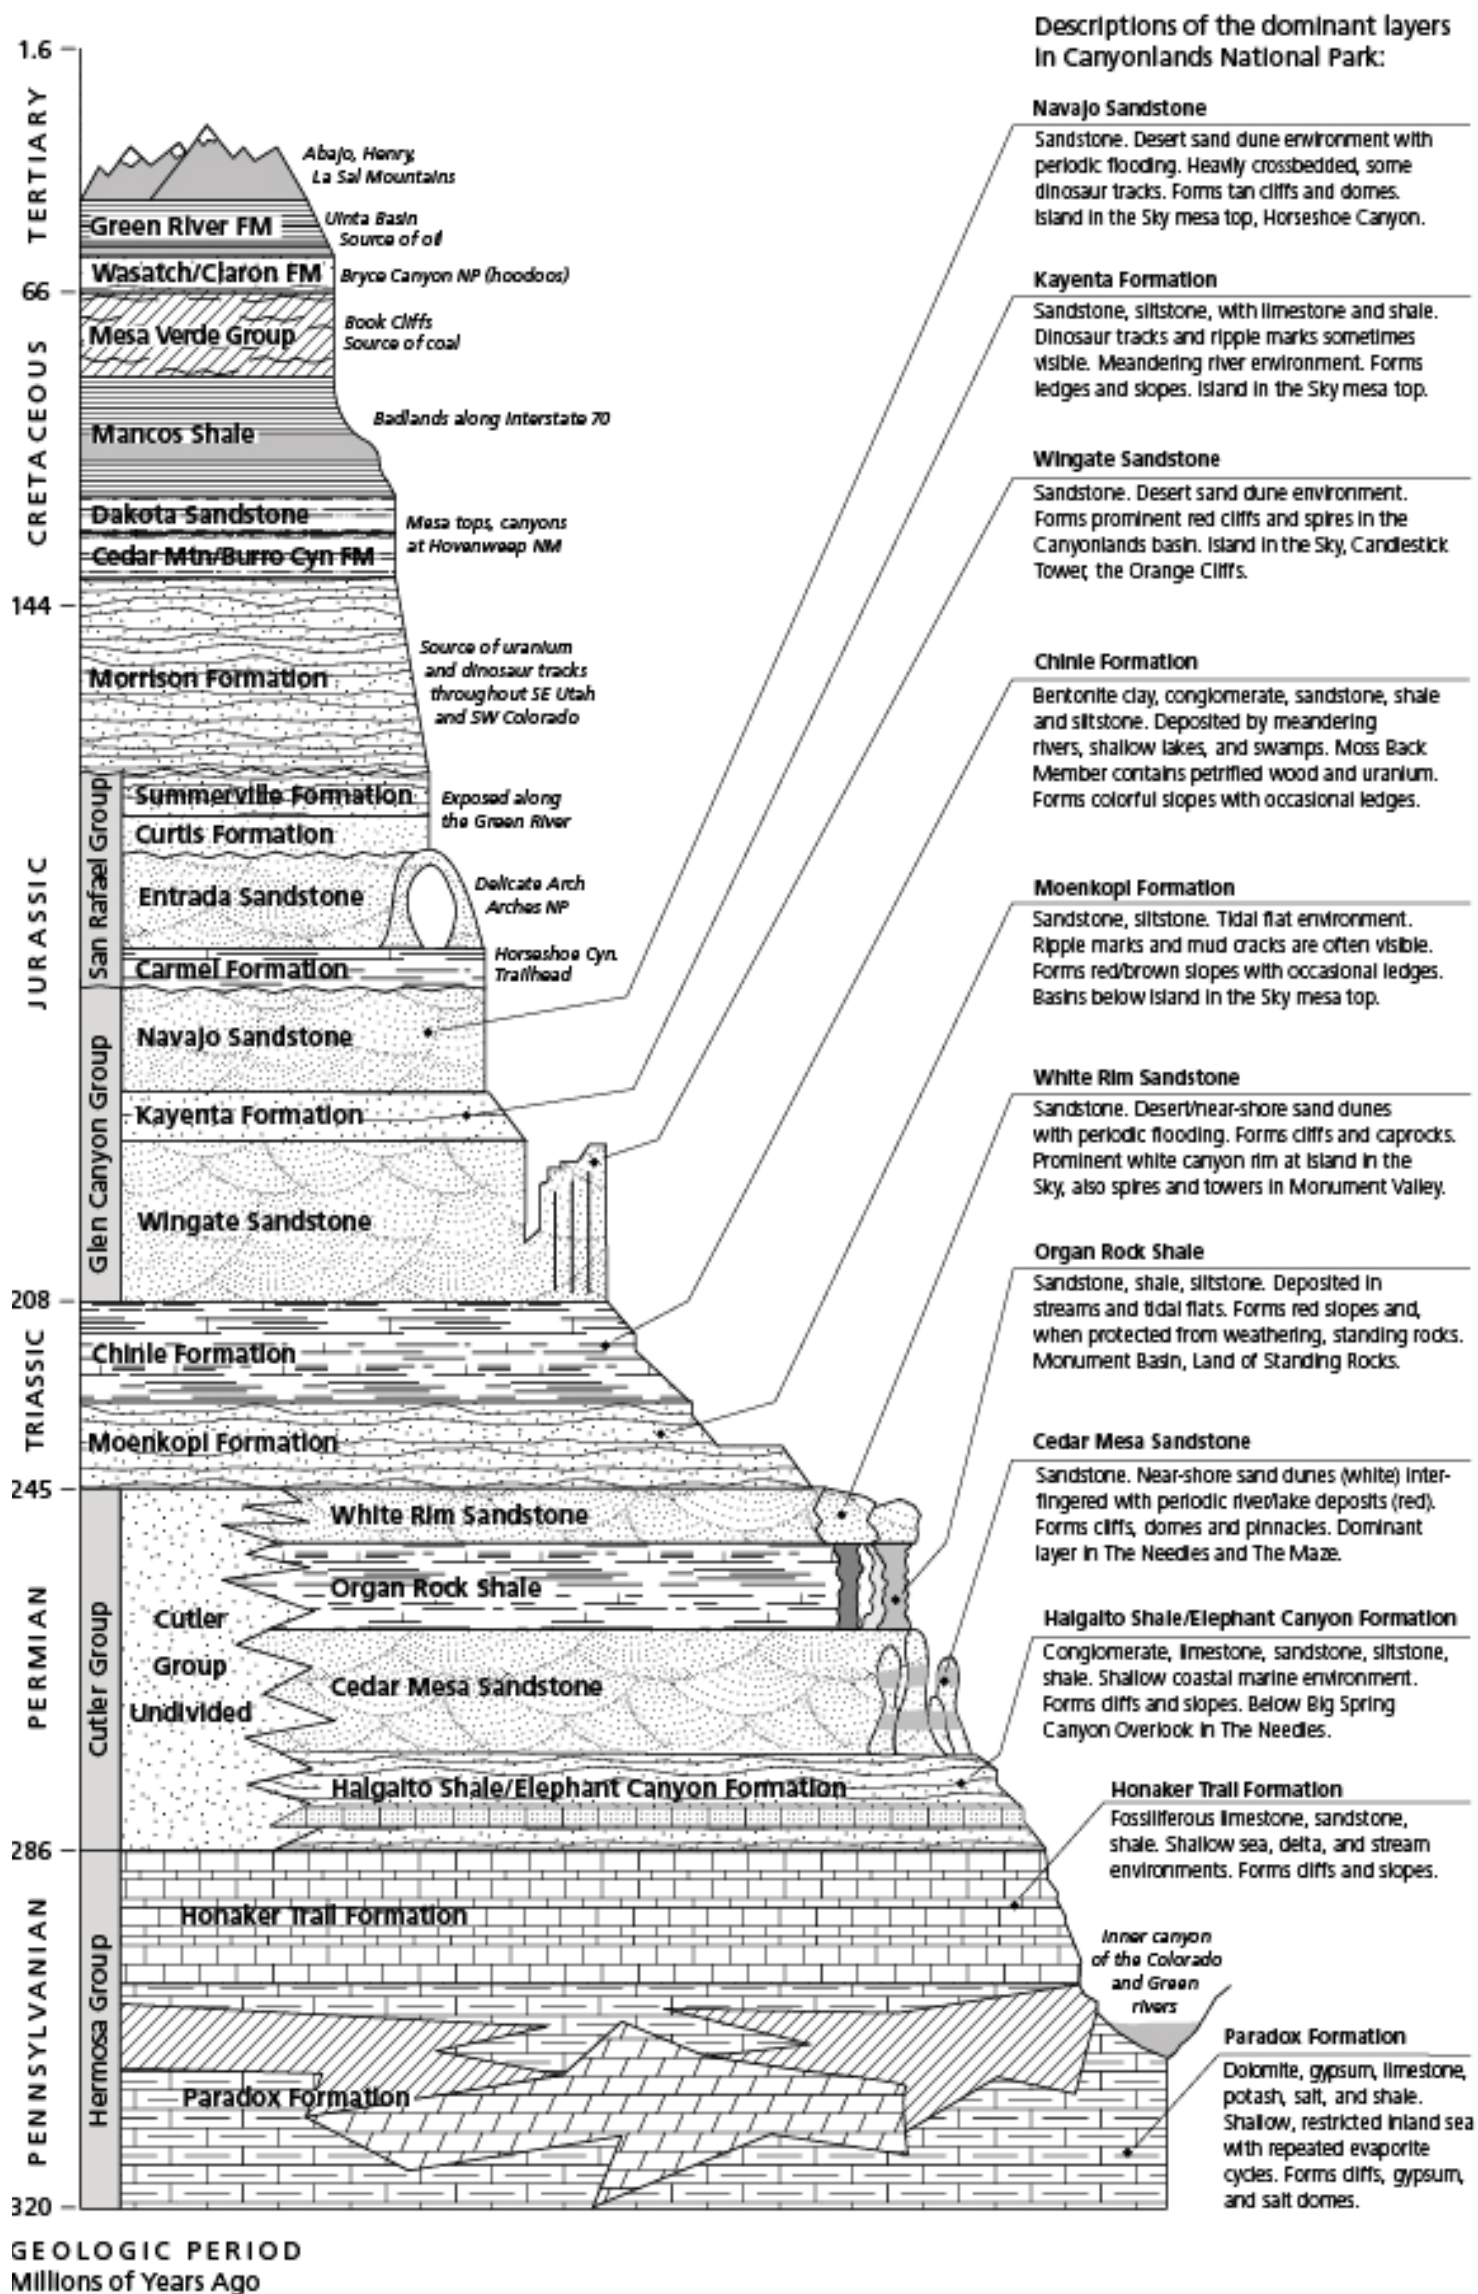 Descriptions of the dominant layers
in Canyonlands National Park:
1.6
TERTIARY
Abajo, Henry,
La Sal Mountains
Green River FM
Uinta Basin
Source of oil
Wasatch/Claron FM
Bryce Canyon NP (hoodoos)
66
CRETACEOUS
Mesa Verde Group
Book Cliffs
Source of coal
Mancos Shale
Badlands along Interstate 70
Dakota Sandstone
Cedar Mtn/Burro Cyn FM
Mesa tops, canyons
at Hovenweep NM
144
JURASSIC
Morrison Formation
Source of uranium
and dinosaur tracks
throughout SE Utah
and SW Colorado
San Rafael Group
Summerville Formation
Curtis Formation
Exposed along
the Green River
Entrada Sandstone
Delicate Arch
Arches NP
Carmel Formation
Horseshoe Cyn.
Trailhead
Glen Canyon Group
Navajo Sandstone
Kayenta Formation
Wingate Sandstone
208
TRIASSIC
Chinle Formation
Moenkopi Formation
245
PERMIAN
Cutler Group
Cutler
Group
Undivided
White Rim Sandstone
Organ Rock Shale
Cedar Mesa Sandstone
Halgaito Shale/Elephant Canyon Formation
286
PENNSYLVANIAN
Hermosa Group
Honaker Trail Formation
Paradox Formation
Inner canyon
of the Colorado
and Green
rivers
320
GEOLOGIC PERIOD
Millions of Years Ago
Navajo Sandstone
Sandstone. Desert sand dune environment with
periodic flooding. Heavily crossbedded, some
dinosaur tracks. Forms tan cliffs and domes.
Island in the Sky mesa top, Horseshoe Canyon.
Kayenta Formation
Sandstone, siltstone, with limestone and shale.
Dinosaur tracks and ripple marks sometimes
visible. Meandering river environment. Forms
ledges and slopes. Island in the Sky mesa top.
Wingate Sandstone
Sandstone. Desert sand dune environment.
Forms prominent red cliffs and spires in the
Canyonlands basin. Island in the Sky, Candlestick
Tower, the Orange Cliffs.
Chinle Formation
Bentonite clay, conglomerate, sandstone, shale
and siltstone. Deposited by meandering
rivers, shallow lakes, and swamps. Moss Back
Member contains petrified wood and uranium.
Forms colorful slopes with occasional ledges.
Moenkopi Formation
Sandstone, siltstone. Tidal flat environment.
Ripple marks and mud cracks are often visible.
Forms red/brown slopes with occasional ledges.
Basins below Island in the Sky mesa top.
White Rim Sandstone
Sandstone. Desert/near-shore sand dunes
with periodic flooding. Forms cliffs and caprocks.
Prominent white canyon rim at Island in the
Sky, also spires and towers in Monument Valley.
Organ Rock Shale
Sandstone, shale, siltstone. Deposited in
streams and tidal flats. Forms red slopes and,
when protected from weathering, standing rocks.
Monument Basin, Land of Standing Rocks.
Cedar Mesa Sandstone
Sandstone. Near-shore sand dunes (white) inter-
fingered with periodic river/lake deposits (red).
Forms cliffs, domes and pinnacles. Dominant
layer in The Needles and The Maze.
Halgaito Shale/Elephant Canyon Formation
Conglomerate, limestone, sandstone, siltstone,
shale. Shallow coastal marine environment.
Forms cliffs and slopes. Below Big Spring
Canyon Overlook in The Needles.
Honaker Trail Formation
Fossiliferous limestone, sandstone,
shale. Shallow sea, delta, and stream
environments. Forms cliffs and slopes.
Paradox Formation
Dolomite, gypsum, limestone,
potash, salt, and shale.
Shallow, restricted inland sea
with repeated evaporite
cycles. Forms cliffs, gypsum,
and salt domes.